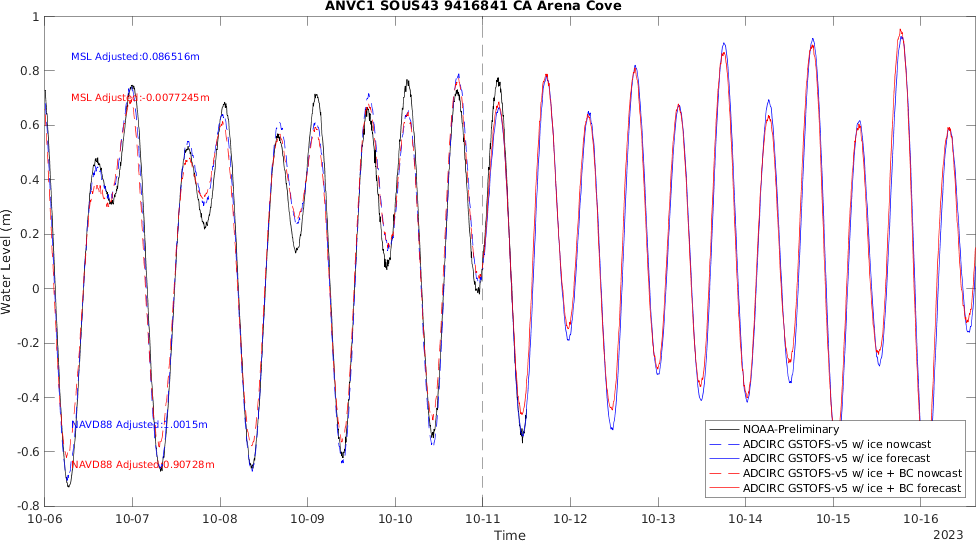 ANVC1 SOUS43 9416841 CA Arena Cove
1
0.8
0.6
0.4
0.2
0
-0.2
-0.4
-0.6
-0.8
Water Level (m)
MSL Adjusted:0.086516m
MSL Adjusted:-0.0077245m
NAVD88 Adjusted:1.0015m
NAVD88 Adjusted:0.90728m
NOAA-Preliminary
ADCIRC GSTOFS-v5 w/ ice nowcast
ADCIRC GSTOFS-v5 w/ ice forecast
ADCIRC GSTOFS-v5 w/ ice + BC nowcast
ADCIRC GSTOFS-v5 w/ ice + BC forecast
10-06 10-07 10-08 10-09 10-10 10-11 10-12 10-13 10-14 10-15 10-16
Time
2023